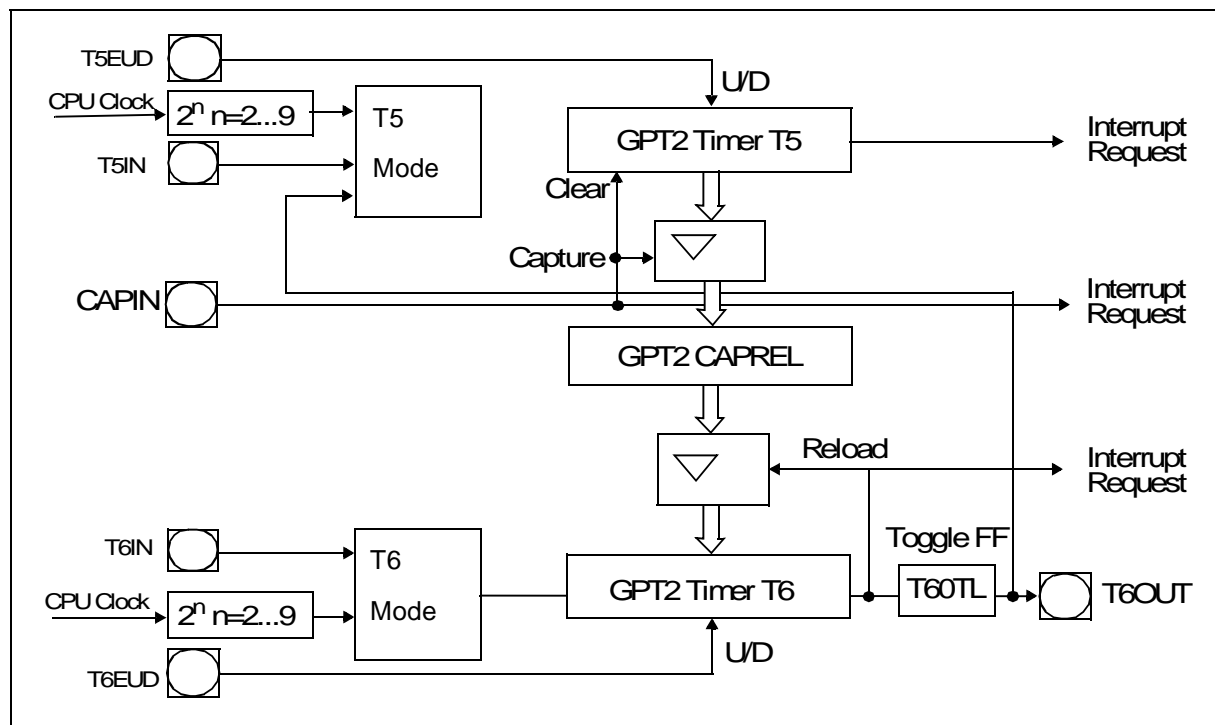 T5EUD
U/D
CPU Clock
2ⁿ n=2...9
T5
Mode
GPT2 Timer T5
Interrupt
Request
T5IN
Clear
Capture
CAPIN
Interrupt
Request
GPT2 CAPREL
Reload
Interrupt
Request
T6IN
T6
Mode
Toggle FF
GPT2 Timer T6
T60TL
T6OUT
CPU Clock
2ⁿ n=2...9
U/D
T6EUD